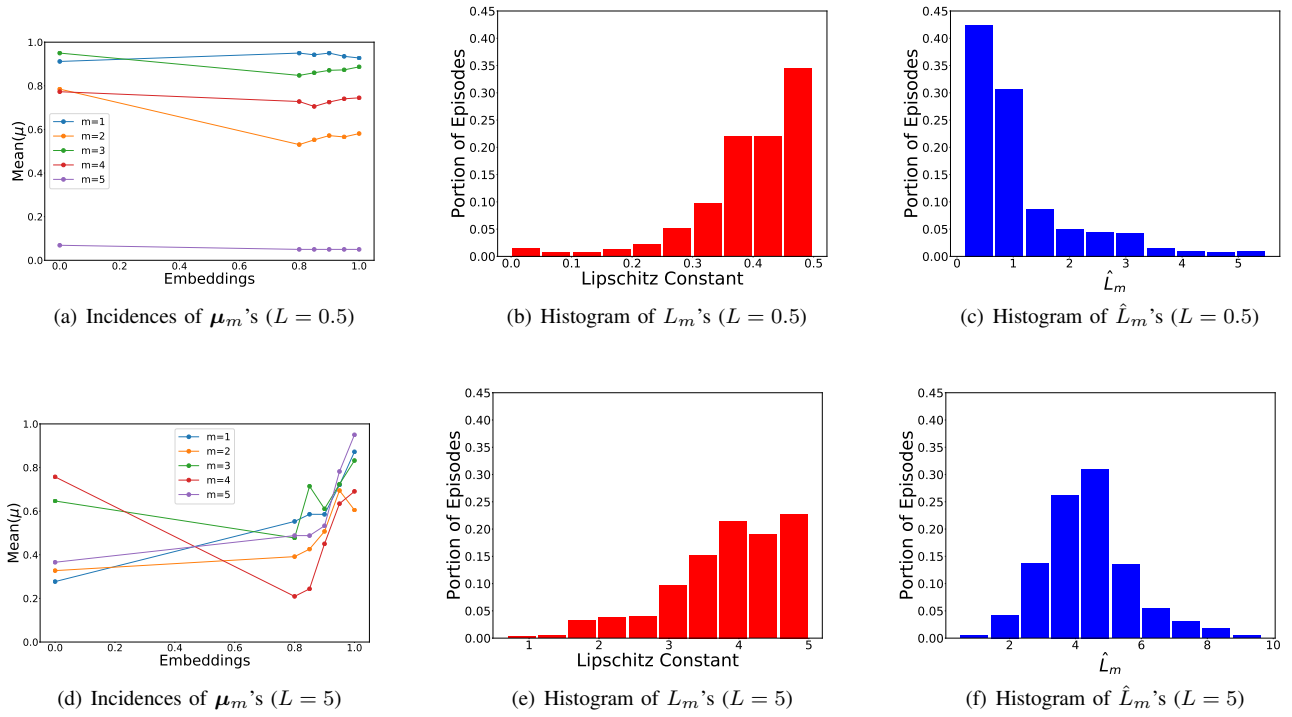 1.0
0.8
0.6
0.4
0.2
0.0
Mean(μ)
m=1
m=2
m=3
m=4
m=5
0.0 0.2 0.4 0.6 0.8 1.0
Embeddings
(a) Incidences of μm's (L = 0.5)
0.45
0.40
0.35
0.30
0.25
0.20
0.15
0.10
0.05
0.00
Portion of Episodes
0.0 0.1 0.2 0.3 0.4 0.5
Lipschitz Constant
(b) Histogram of Lm's (L = 0.5)
0.45
0.40
0.35
0.30
0.25
0.20
0.15
0.10
0.05
0.00
Portion of Episodes
0 1 2 3 4 5
L̂m
(c) Histogram of L̂m's (L = 0.5)
1.0
0.8
0.6
0.4
0.2
0.0
Mean(μ)
m=1
m=2
m=3
m=4
m=5
0.0 0.2 0.4 0.6 0.8 1.0
Embeddings
(d) Incidences of μm's (L = 5)
0.45
0.40
0.35
0.30
0.25
0.20
0.15
0.10
0.05
0.00
Portion of Episodes
1 2 3 4 5
Lipschitz Constant
(e) Histogram of Lm's (L = 5)
0.45
0.40
0.35
0.30
0.25
0.20
0.15
0.10
0.05
0.00
Portion of Episodes
2 4 6 8 10
L̂m
(f) Histogram of L̂m's (L = 5)